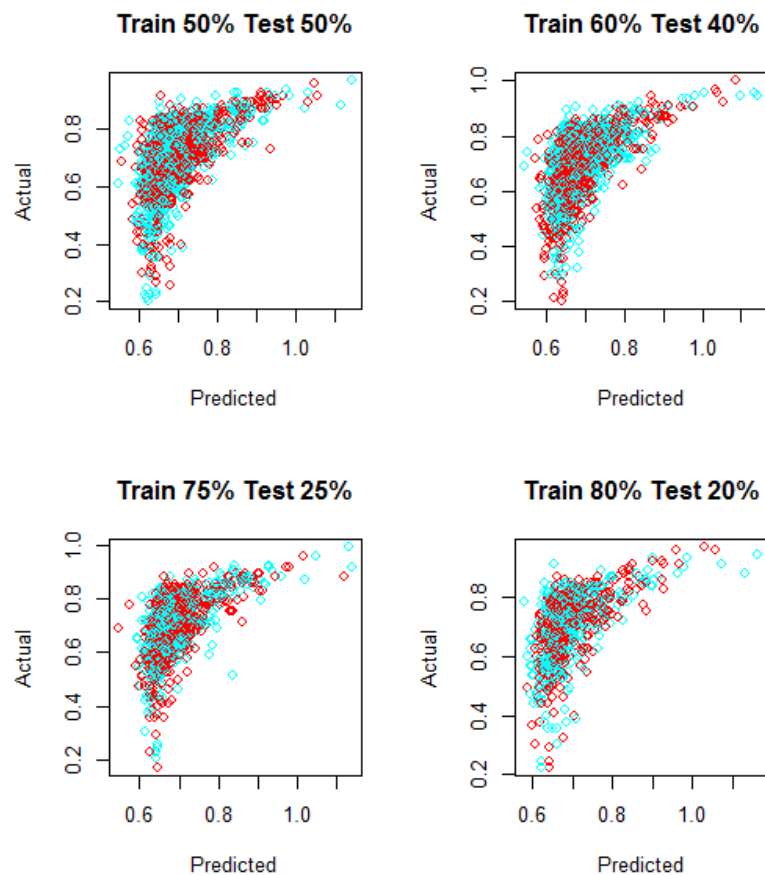 Train 50% Test 50%
Actual
0.2 0.4 0.6 0.8
0.6 0.8 1.0
Predicted
Train 60% Test 40%
Actual
0.2 0.4 0.6 0.8 1.0
0.6 0.8 1.0
Predicted
Train 75% Test 25%
Actual
0.2 0.4 0.6 0.8 1.0
0.6 0.8 1.0
Predicted
Train 80% Test 20%
Actual
0.2 0.4 0.6 0.8
0.6 0.8 1.0
Predicted